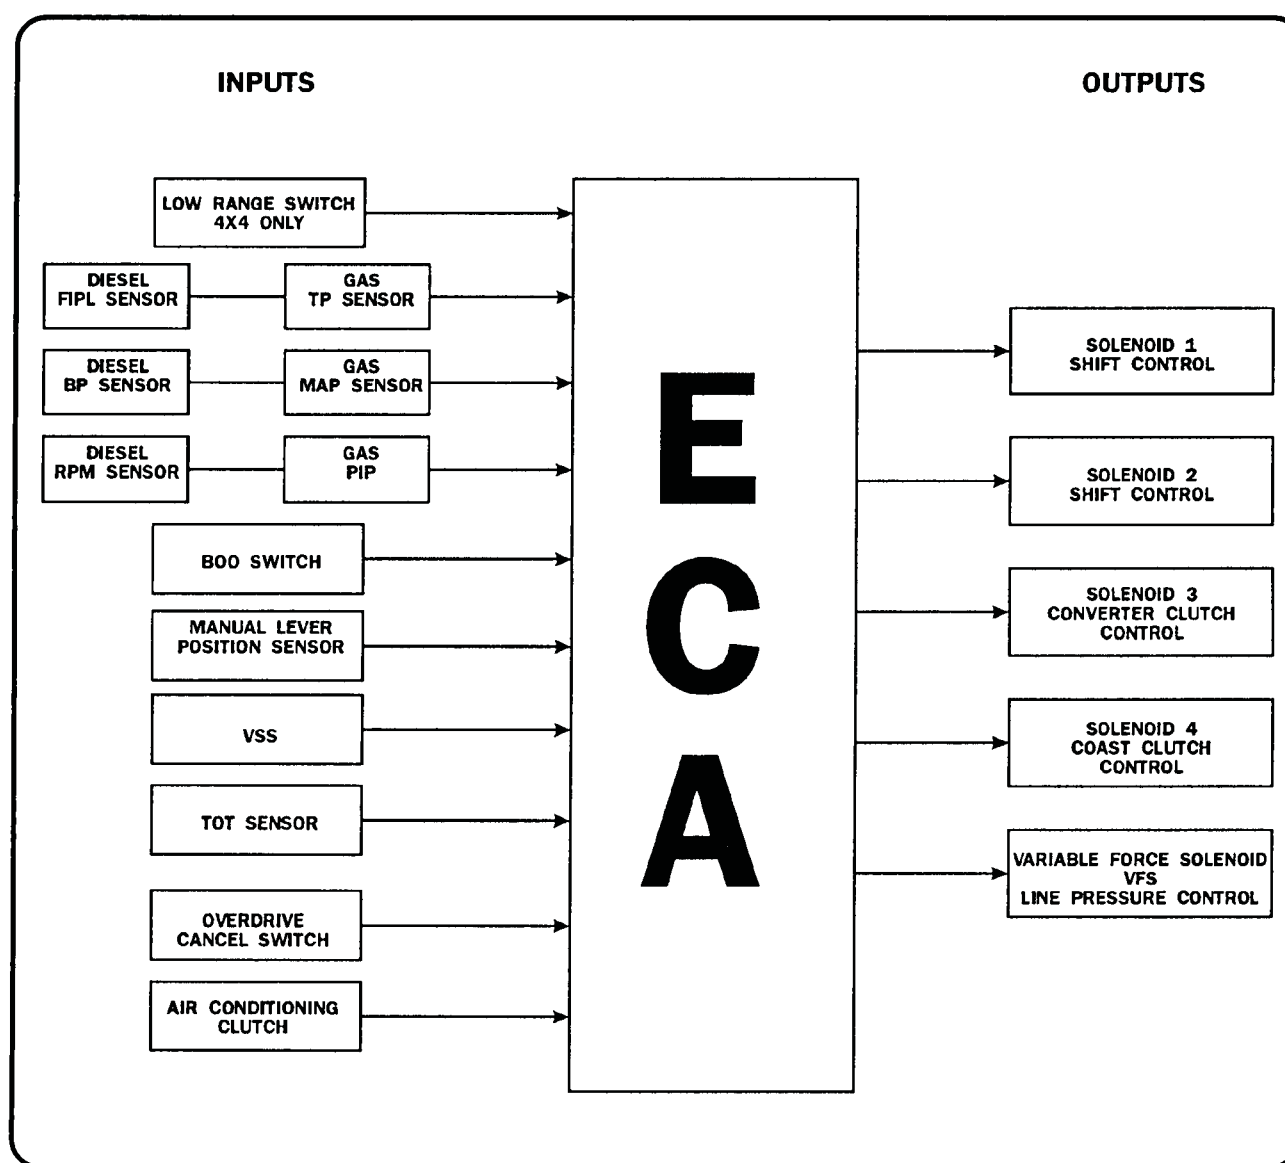 INPUTS
OUTPUTS
LOW RANGE SWITCH
4X4 ONLY
DIESEL
FIPL SENSOR
GAS
TP SENSOR
DIESEL
BP SENSOR
GAS
MAP SENSOR
DIESEL
RPM SENSOR
GAS
PIP
BOO SWITCH
MANUAL LEVER
POSITION SENSOR
VSS
TOT SENSOR
OVERDRIVE
CANCEL SWITCH
AIR CONDITIONING
CLUTCH
E
C
A
SOLENOID 1
SHIFT CONTROL
SOLENOID 2
SHIFT CONTROL
SOLENOID 3
CONVERTER CLUTCH
CONTROL
SOLENOID 4
COAST CLUTCH
CONTROL
VARIABLE FORCE SOLENOID
VFS
LINE PRESSURE CONTROL